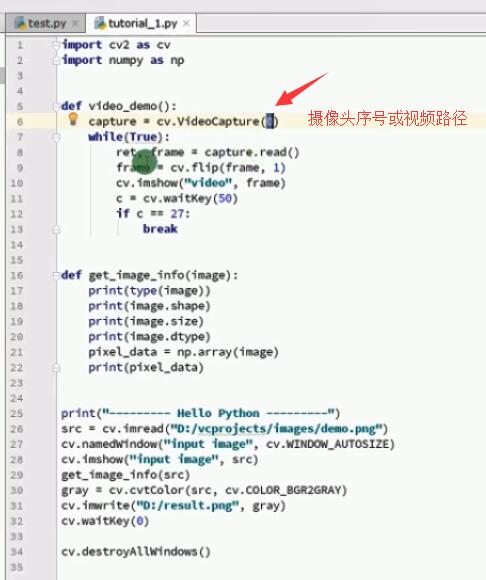 test.py
tutorial_1.py
1 import cv2 as cv
2 import numpy as np
3
4
5 def video_demo():
6 capture = cv.VideoCapture( )
摄像头序号或视频路径
7 while(True):
8 ret, frame = capture.read()
9 frame = cv.flip(frame, 1)
10 cv.imshow("video", frame)
11 c = cv.waitKey(50)
12 if c == 27:
13 break
14
15
16 def get_image_info(image):
17 print(type(image))
18 print(image.shape)
19 print(image.size)
20 print(image.dtype)
21 pixel_data = np.array(image)
22 print(pixel_data)
23
24
25 print("--------- Hello Python ---------")
26 src = cv.imread("D:/vcprojects/images/demo.png")
27 cv.namedWindow("input image", cv.WINDOW_AUTOSIZE)
28 cv.imshow("input image", src)
29 get_image_info(src)
30 gray = cv.cvtColor(src, cv.COLOR_BGR2GRAY)
31 cv.imwrite("D:/result.png", gray)
32 cv.waitKey(0)
33
34 cv.destroyAllWindows()
35